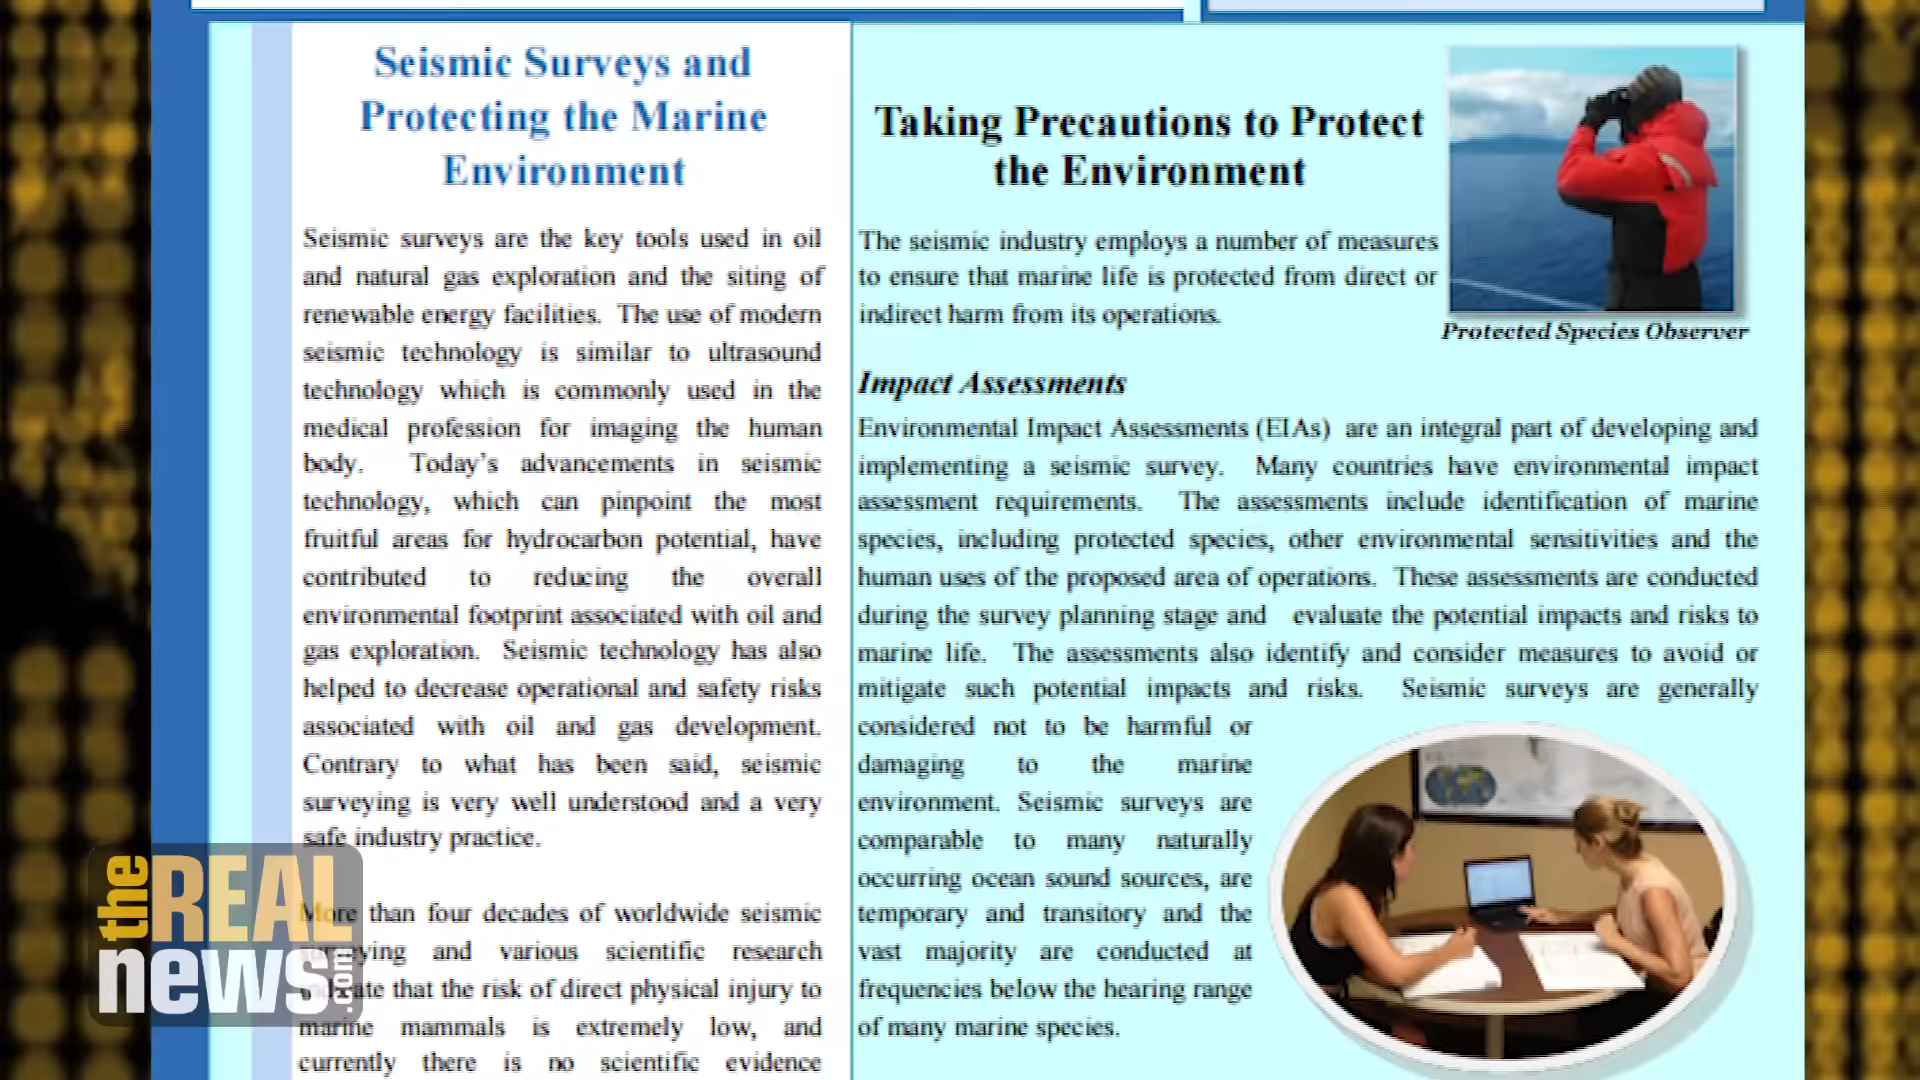 Seismic Surveys and
Protecting the Marine
Environment
Seismic surveys are the key tools used in oil
and natural gas exploration and the siting of
renewable energy facilities. The use of modern
seismic technology is similar to ultrasound
technology which is commonly used in the
medical profession for imaging the human
body. Today's advancements in seismic
technology, which can pinpoint the most
fruitful areas for hydrocarbon potential, have
contributed to reducing the overall
environmental footprint associated with oil and
gas exploration. Seismic technology has also
helped to decrease operational and safety risks
associated with oil and gas development.
Contrary to what has been said, seismic
surveying is very well understood and a very
safe industry practice.
More than four decades of worldwide seismic
surveying and various scientific research
indicate that the risk of direct physical injury to
marine mammals is extremely low, and
currently there is no scientific evidence
Taking Precautions to Protect
the Environment
The seismic industry employs a number of measures
to ensure that marine life is protected from direct or
indirect harm from its operations.
Protected Species Observer
Impact Assessments
Environmental Impact Assessments (EIAs) are an integral part of developing and
implementing a seismic survey. Many countries have environmental impact
assessment requirements. The assessments include identification of marine
species, including protected species, other environmental sensitivities and the
human uses of the proposed area of operations. These assessments are conducted
during the survey planning stage and evaluate the potential impacts and risks to
marine life. The assessments also identify and consider measures to avoid or
mitigate such potential impacts and risks. Seismic surveys are generally
considered not to be harmful or
damaging to the marine
environment. Seismic surveys are
comparable to many naturally
occurring ocean sound sources, are
temporary and transitory and the
vast majority are conducted at
frequencies below the hearing range
of many marine species.
the REAL
news.com